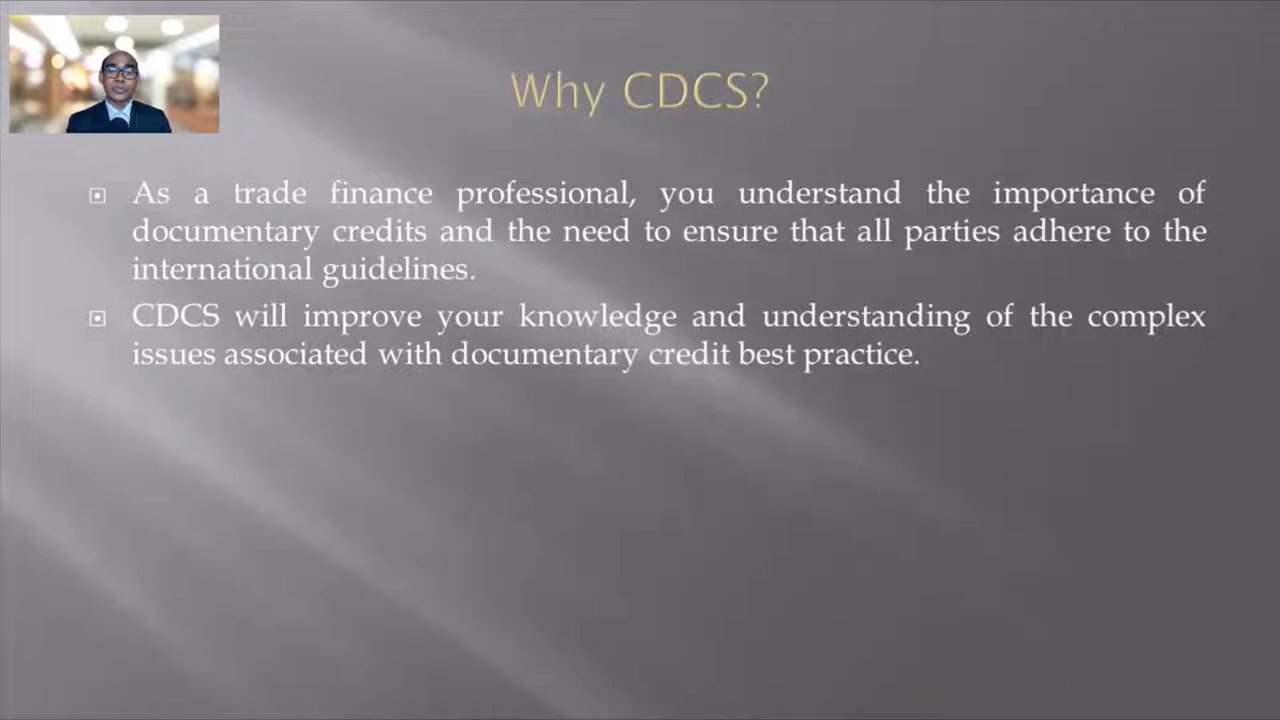 Why CDCS?
As a trade finance professional, you understand the importance of
documentary credits and the need to ensure that all parties adhere to the
international guidelines.
CDCS will improve your knowledge and understanding of the complex
issues associated with documentary credit best practice.